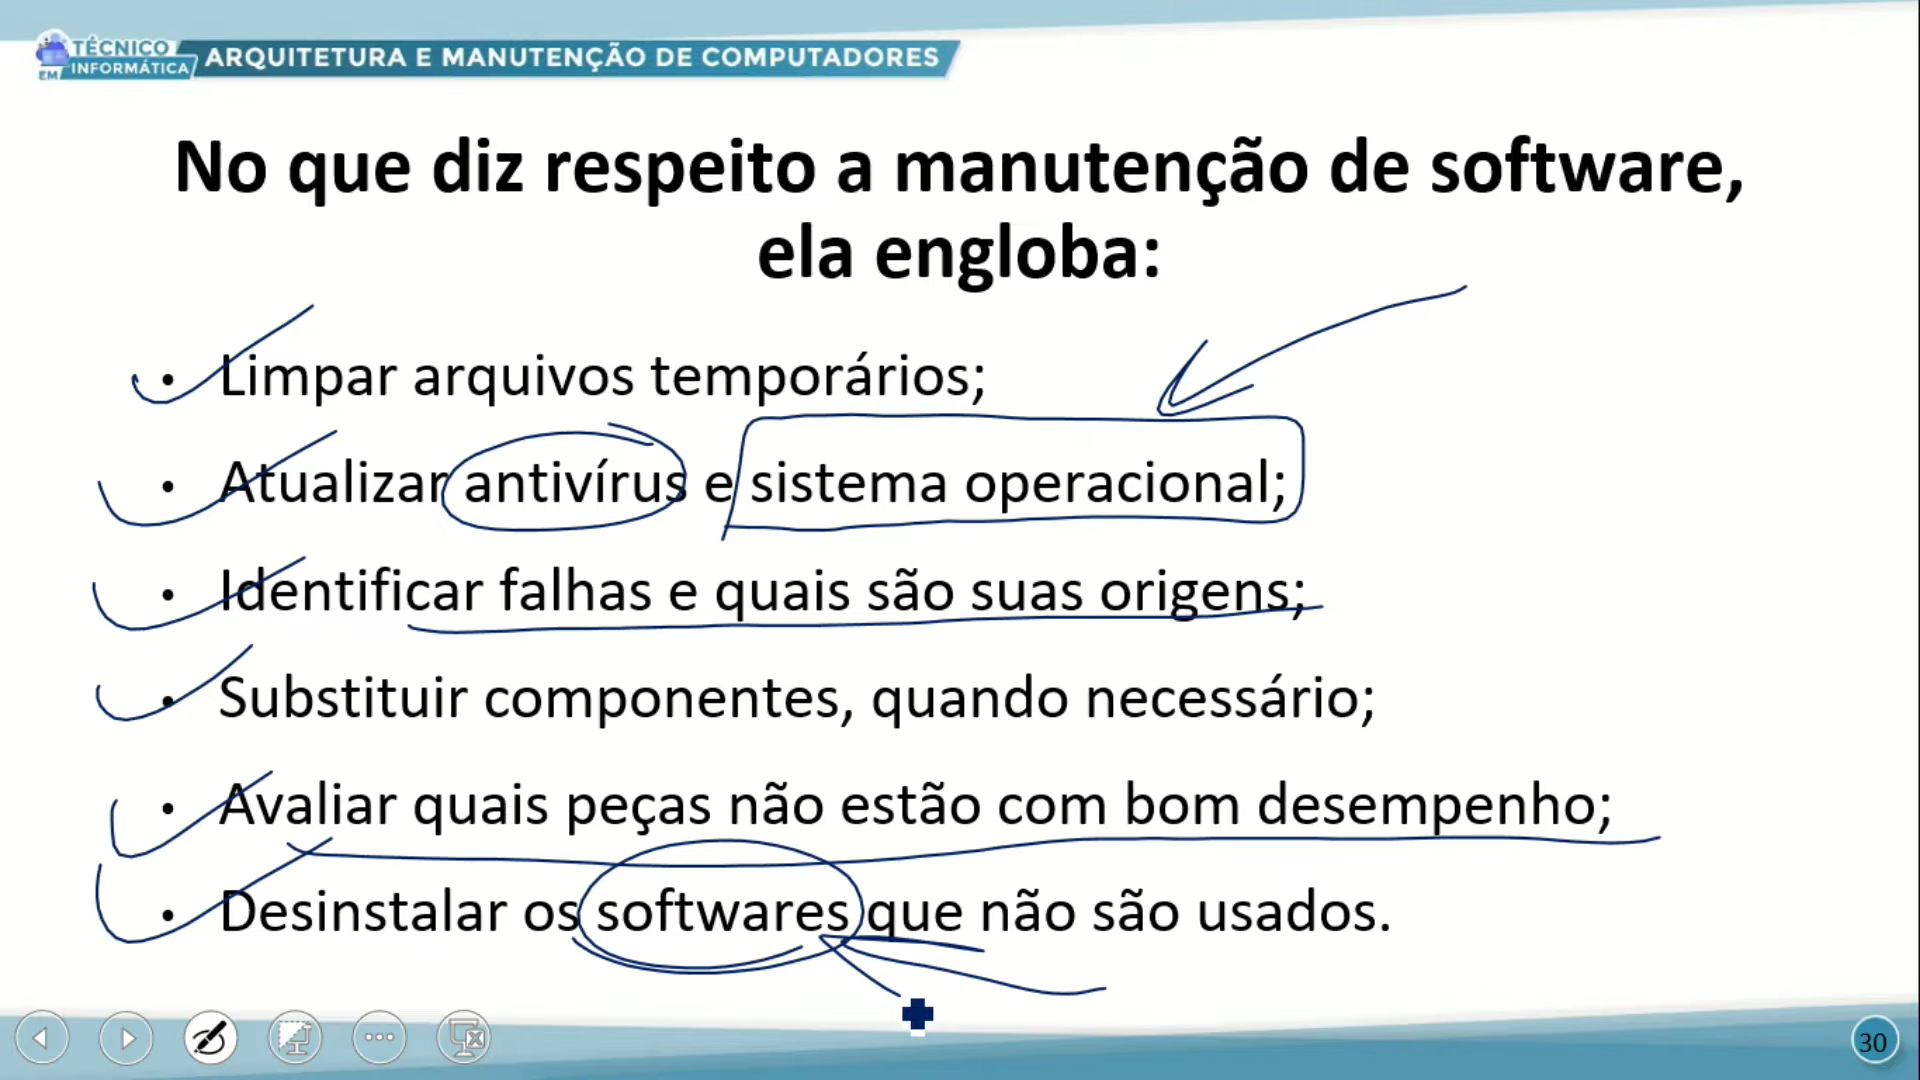 TÉCNICO
EM INFORMÁTICA
ARQUITETURA E MANUTENÇÃO DE COMPUTADORES
No que diz respeito a manutenção de software,
ela engloba:
• Limpar arquivos temporários;
• Atualizar antivírus e sistema operacional;
• Identificar falhas e quais são suas origens;
• Substituir componentes, quando necessário;
• Avaliar quais peças não estão com bom desempenho;
• Desinstalar os softwares que não são usados.
30